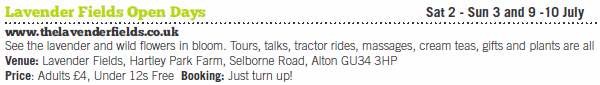 Lavender Fields Open Days Sat 2 - Sun 3 and 9 -10 July
www.thelavenderfields.co.uk
See the lavender and wild flowers in bloom. Tours, talks, tractor rides, massages, cream teas, gifts and plants are all
Venue: Lavender Fields, Hartley Park Farm, Selborne Road, Alton GU34 3HP
Price: Adults £4, Under 12s Free Booking: Just turn up!